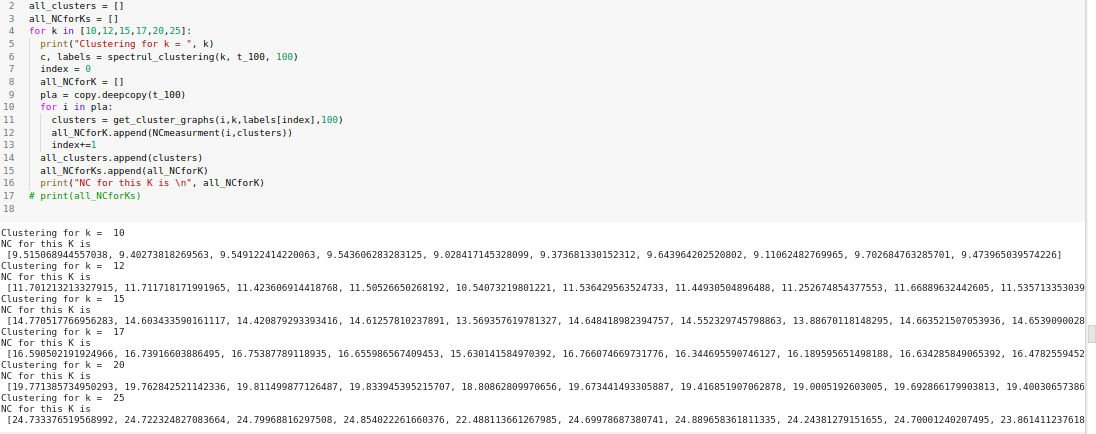 2 all_clusters = []
3 all_NCforKs = []
4 for k in [10,12,15,17,20,25]:
5 print("Clustering for k = ", k)
6 c, labels = spectrul_clustering(k, t_100, 100)
7 index = 0
8 all_NCforK = []
9 pla = copy.deepcopy(t_100)
10 for i in pla:
11 clusters = get_cluster_graphs(i,k,labels[index],100)
12 all_NCforK.append(NCmeasurment(i,clusters))
13 index+=1
14 all_clusters.append(clusters)
15 all_NCforKs.append(all_NCforK)
16 print("NC for this K is \n", all_NCforK)
17 # print(all_NCforKs)
18
Clustering for k = 10
NC for this K is
[9.515068944557038, 9.40273818269563, 9.549122414220063, 9.543606283283125, 9.028417145328099, 9.373681330152312, 9.643964202520802, 9.11062482769965, 9.702684763285701, 9.473965039574226]
Clustering for k = 12
NC for this K is
[11.701213213327915, 11.711718171991965, 11.423606914418768, 11.50526650268192, 10.54073219801221, 11.536429563524733, 11.44930504896488, 11.252674854377553, 11.66889632442605, 11.535713353039
Clustering for k = 15
NC for this K is
[14.770517766956283, 14.603433590161117, 14.420879293393416, 14.61257810237891, 13.569357619781327, 14.648418982394757, 14.552329745798863, 13.88670118148295, 14.663521507053936, 14.6539090028
Clustering for k = 17
NC for this K is
[16.590502191924966, 16.73916603886495, 16.75387789118935, 16.655986567409453, 15.630141584970392, 16.766074669731776, 16.344695590746127, 16.189595651498188, 16.634285849065392, 16.4782559452
Clustering for k = 20
NC for this K is
[19.771385734950293, 19.762842521142336, 19.811499877126487, 19.833945395215707, 18.80862809970656, 19.673441493305887, 19.416851907062878, 19.0005192603005, 19.692866179903813, 19.40030657386
Clustering for k = 25
NC for this K is
[24.733376519568992, 24.722324827083664, 24.79968816297508, 24.854022261660376, 22.488113661267985, 24.69978687380741, 24.889658361811335, 24.24381279151655, 24.70001240207495, 23.861411237618